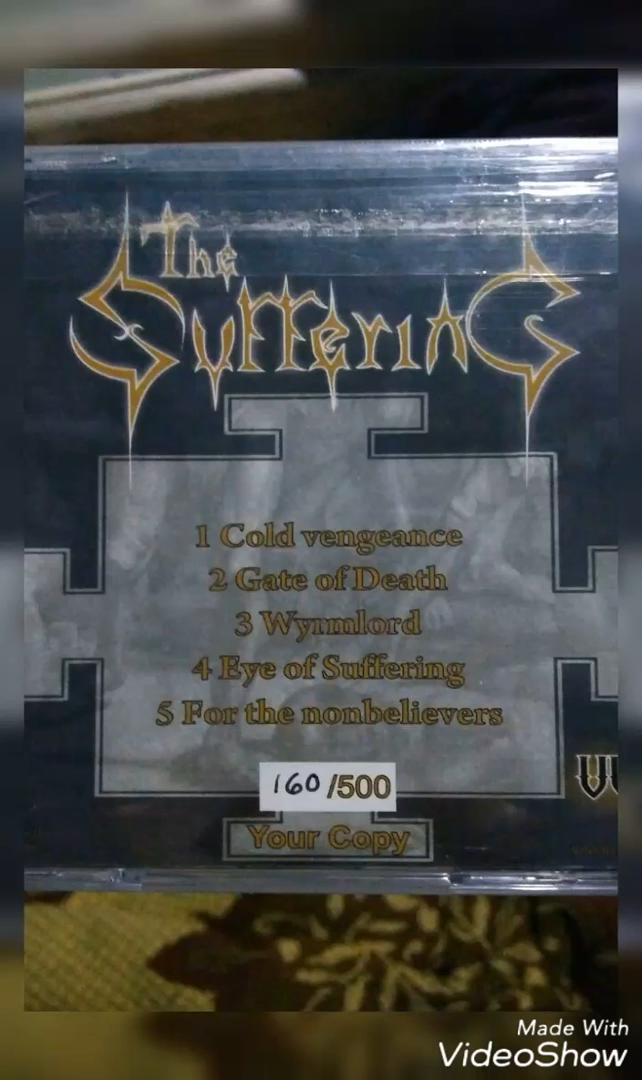 The
Suffering
1 Cold vengeance
2 Gate of Death
3 Wyrmlord
4 Eye of Suffering
5 For the nonbelievers
160 /500
Your Copy
Made With
VideoShow